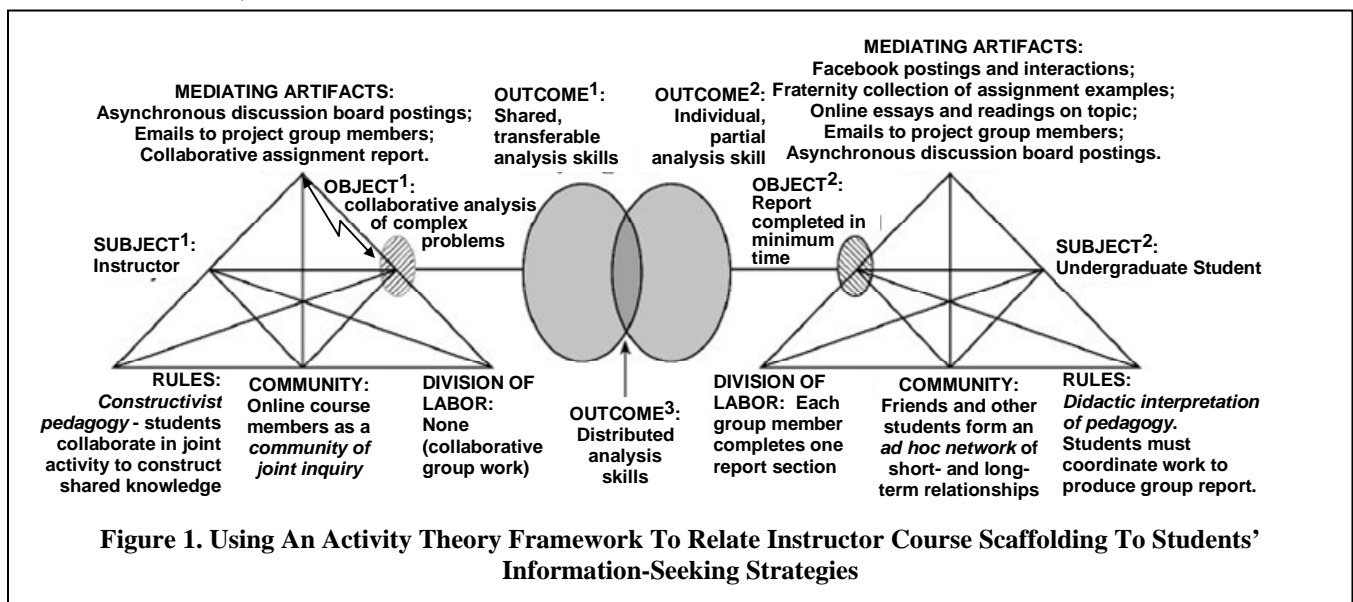 MEDIATING ARTIFACTS:
Asynchronous discussion board postings;
Emails to project group members;
Collaborative assignment report.
OUTCOME1:
Shared,
transferable
analysis skills
OUTCOME2:
Individual,
partial
analysis skill
MEDIATING ARTIFACTS:
Facebook postings and interactions;
Fraternity collection of assignment examples;
Online essays and readings on topic;
Emails to project group members;
Asynchronous discussion board postings.
SUBJECT1:
Instructor
OBJECT1:
collaborative analysis
of complex
problems
OBJECT2:
Report
completed in
minimum
time
SUBJECT2:
Undergraduate Student
RULES:
Constructivist
pedagogy - students
collaborate in joint
activity to construct
shared knowledge
COMMUNITY:
Online course
members as a
community of
joint inquiry
DIVISION OF
LABOR:
None
(collaborative
group work)
OUTCOME3:
Distributed
analysis
skills
DIVISION OF
LABOR: Each
group member
completes one
report section
COMMUNITY:
Friends and other
students form an
ad hoc network of
short- and long-
term relationships
RULES:
Didactic interpretation
of pedagogy.
Students must
coordinate work to
produce group report.
Figure 1. Using An Activity Theory Framework To Relate Instructor Course Scaffolding To Students'
Information-Seeking Strategies